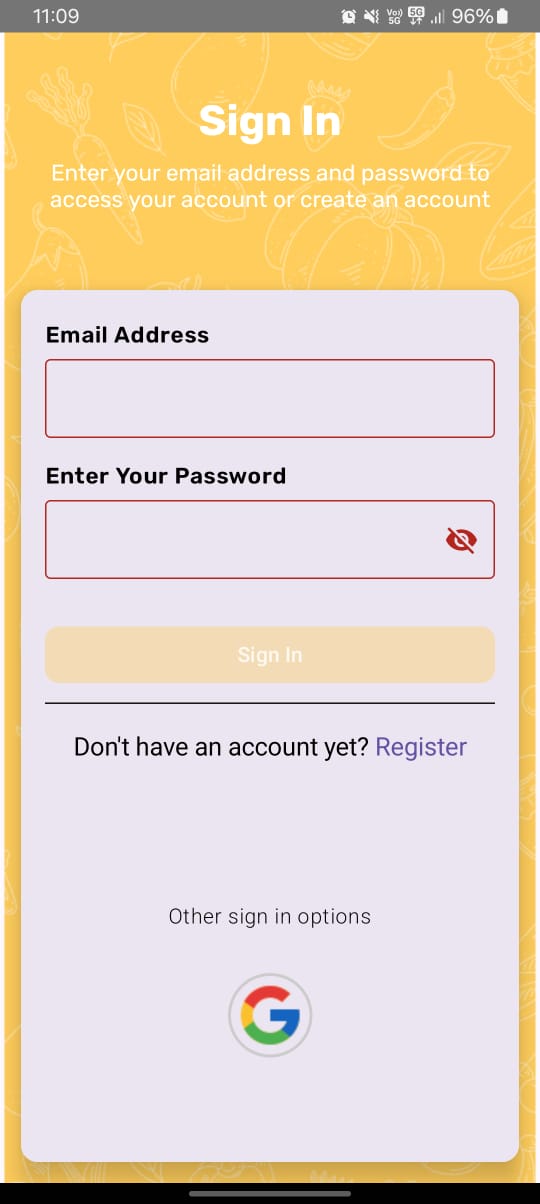 11:09
Vo)) 5G 5G 96%
Sign In
Enter your email address and password to
access your account or create an account
Email Address
Enter Your Password
Sign In
Don't have an account yet? Register
Other sign in options
G